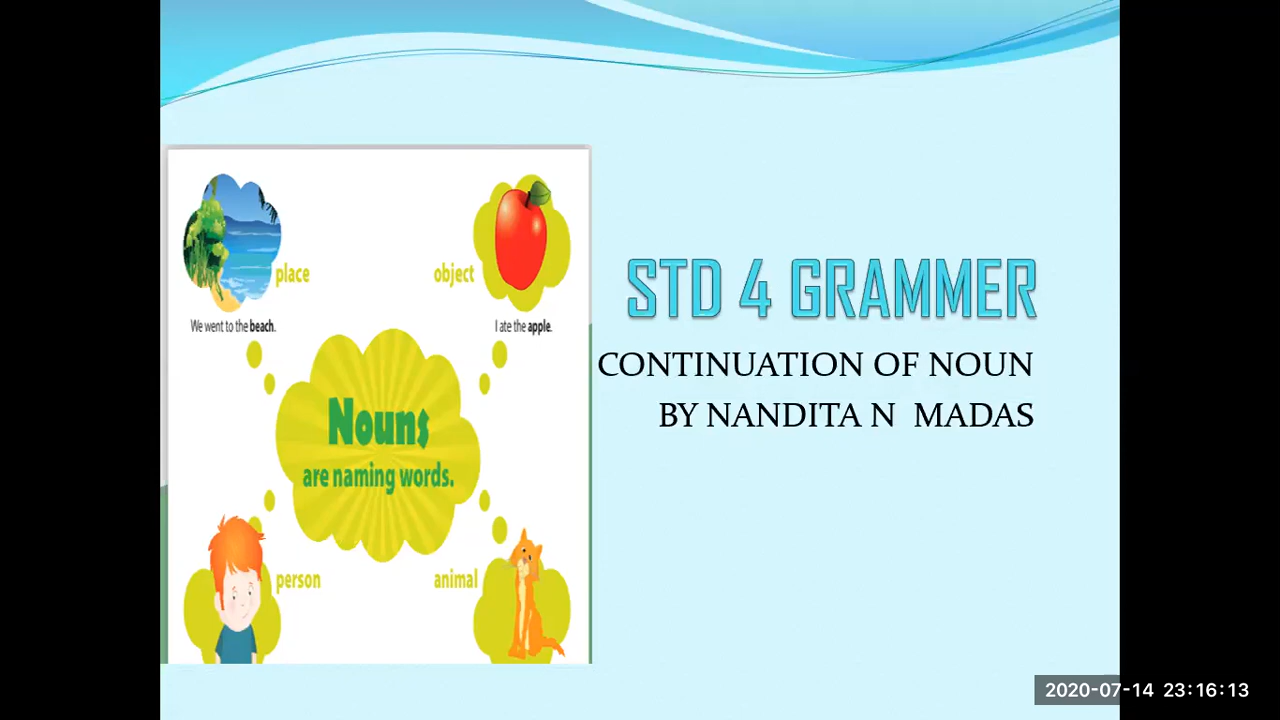 place
object
We went to the beach.
I ate the apple.
Nouns
are naming words.
person
animal
STD 4 GRAMMER
CONTINUATION OF NOUN
BY NANDITA N MADAS
2020-07-14 23:16:13